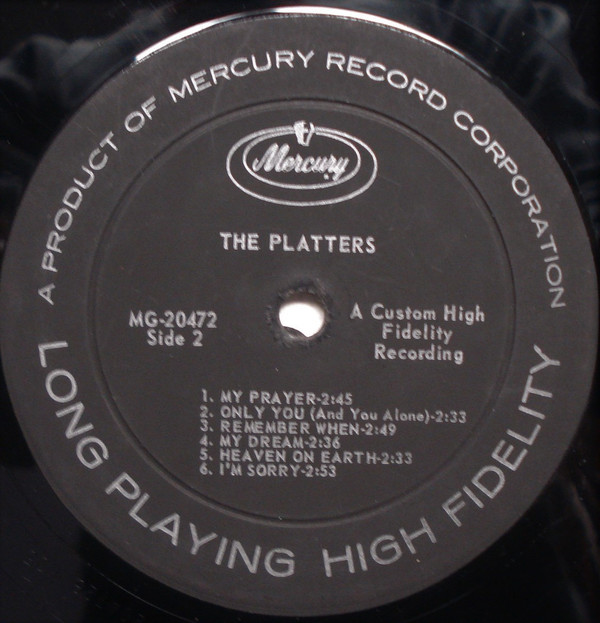 A PRODUCT OF MERCURY RECORD CORPORATION
Mercury
THE PLATTERS
MG-20472
Side 2
A Custom High
Fidelity
Recording
1. MY PRAYER-2:45
2. ONLY YOU (And You Alone)-2:33
3. REMEMBER WHEN-2:49
4. MY DREAM-2:36
5. HEAVEN ON EARTH-2:33
6. I'M SORRY-2:53
LONG PLAYING HIGH FIDELITY